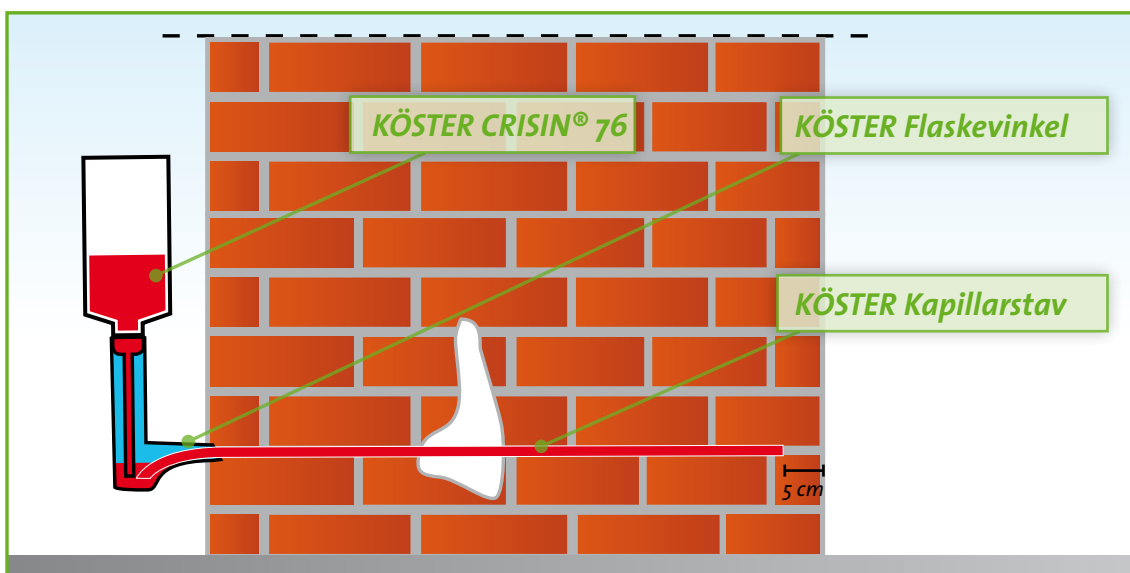 KÖSTER CRISIN® 76
KÖSTER Flaskevinkel
KÖSTER Kapillarstav
5 cm